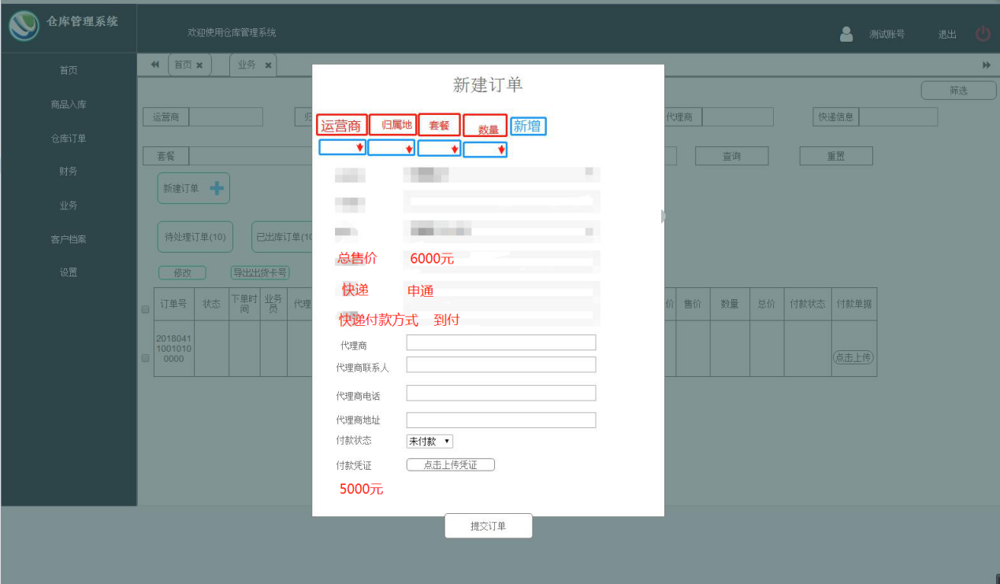 仓库管理系统
欢迎使用仓库管理系统
测试账号
退出
首页
商品入库
仓库订单
财务
业务
客户档案
设置
首页
业务
筛选
运营商
代理商
快递信息
套餐
查询
重置
新建订单
待处理订单(10)
已出库订单(10
修改
导出出货卡号
订单号
状态
下单时间
业务员
代理
价
售价
数量
总价
付款状态
付款单据
2018041
1001010
0000
点击上传
新建订单
运营商
归属地
套餐
数量
新增
总售价 6000元
快递 申通
快递付款方式 到付
代理商
代理商联系人
代理商电话
代理商地址
付款状态 未付款
付款凭证 点击上传凭证
5000元
提交订单